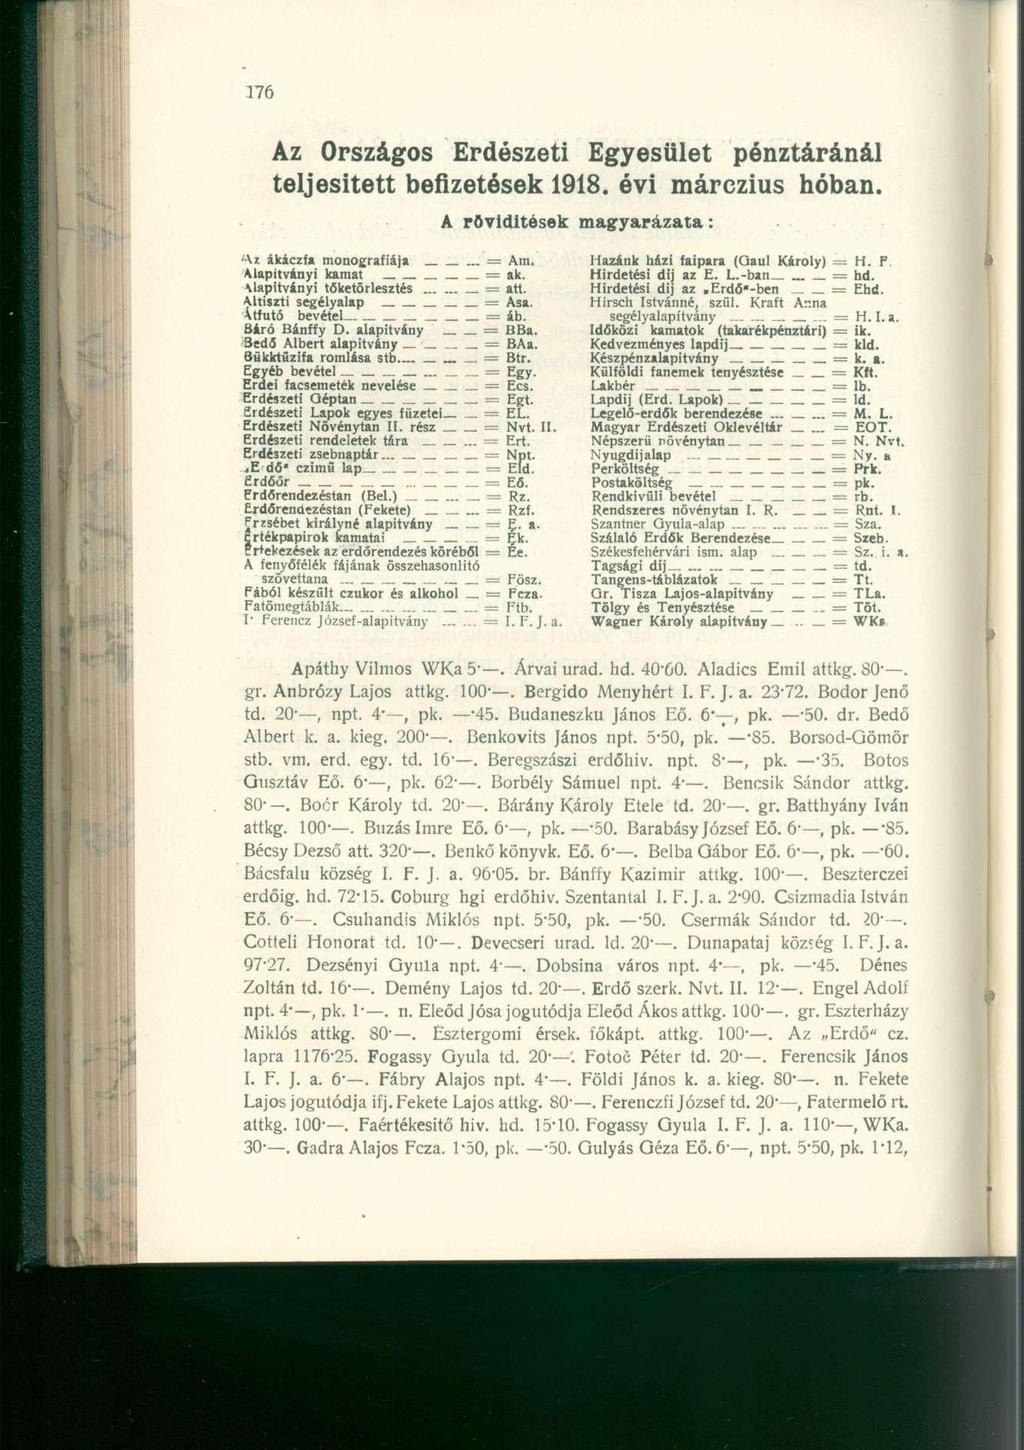 176
Az Országos Erdészeti Egyesület pénztáránál
teljesitett befizetések 1918. évi márczius hóban.
A röviditések magyarázata :
Az ákáczfa monografiája = Am.
Alapitványi kamat = ak.
Alapitványi tőketörlesztés = att.
Altiszti segélyalap = Asa.
Átfutó bevétel = áb.
Báró Bánffy D. alapitvány = BBa.
Bedő Albert alapitvány = BAa.
Bükktűzifa romlása stb. = Btr.
Egyéb bevétel = Egy.
Erdei facsemeték nevelése = Ecs.
Erdészeti Géptan = Egt.
Erdészeti Lapok egyes füzetei = EL.
Erdészeti Növénytan II. rész = Nvt. II.
Erdészeti rendeletek tára = Ert.
Erdészeti zsebnaptár = Npt.
„Erdő" czimü lap = Eld.
Erdőőr = Eő.
Erdőrendezéstan (Bel.) = Rz.
Erdőrendezéstan (Fekete) = Rzf.
Erzsébet királyné alapitvány = E. a.
Értékpapirok kamatai = Ék.
Értekezések az erdőrendezés köréből = Ée.
A fenyőfélék fájának összehasonlitó
szövettana = Fösz.
Fából készült czukor és alkohol = Fcza.
Fatömegtáblák = Ftb.
I. Ferencz József-alapitvány = I. F. J. a.
Hazánk házi faipara (Gaul Károly) = H. F.
Hirdetési dij az E. L.-ban = hd.
Hirdetési dij az „Erdő"-ben = Ehd.
Hirsch Istvánné, szül. Kraft Anna
segélyalapítvány = H. I. a.
Időközi kamatok (takarékpénztári) = ik.
Kedvezményes lapdij = kld.
Készpénzalapitvány = k. a.
Külföldi fanemek tenyésztése = Kft.
Lakbér = lb.
Lapdij (Erd. Lapok) = ld.
Legelő-erdők berendezése = M. L.
Magyar Erdészeti Oklevéltár = EOT.
Népszerü növénytan = N. Nvt.
Nyugdijalap = Ny. a
Perköltség = Prk.
Postaköltség = pk.
Rendkivüli bevétel = rb.
Rendszeres növénytan I. R. = Rnt. I.
Szantner Gyula-alap = Sza.
Szálaló Erdők Berendezése = Szeb.
Székesfehérvári ism. alap = Sz. i. a.
Tagsági dij = td.
Tangens-táblázatok = Tt.
Gr. Tisza Lajos-alapitvány = TLa.
Tölgy és Tenyésztése = Töt.
Wagner Károly alapitvány = WKa
Apáthy Vilmos WKa 5·—. Árvai urad. hd. 40·60. Aladics Emil attkg. 80·—.
gr. Anbrózy Lajos attkg. 100·—. Bergido Menyhért I. F. J. a. 23·72. Bodor Jenő
td. 20·—, npt. 4·—, pk. —·45. Budaneszku János Eő. 6·—, pk. —·50. dr. Bedő
Albert k. a. kieg. 200·—. Benkovits János npt. 5·50, pk. —·85. Borsod-Gömör
stb. vm. erd. egy. td. 16·—. Beregszászi erdőhiv. npt. 8·—, pk. —·35. Botos
Gusztáv Eő. 6·—, pk. 62·—. Borbély Sámuel npt. 4·—. Bencsik Sándor attkg.
80·—. Boér Károly td. 20·—. Bárány Károly Etele td. 20·—. gr. Batthyány Iván
attkg. 100·—. Buzás Imre Eő. 6·—, pk. —·50. Barabásy József Eő. 6·—, pk. —·85.
Bécsy Dezső att. 320·—. Benkő könyvk. Eő. 6·—. Belba Gábor Eő. 6·—, pk. —·60.
Bácsfalu község I. F. J. a. 96·05. br. Bánffy Kazimir attkg. 100·—. Beszterczei
erdőig. hd. 72·15. Coburg hgi erdőhiv. Szentantal I. F. J. a. 2·90. Csizmadia István
Eő. 6·—. Csuhandis Miklós npt. 5·50, pk. —·50. Csermák Sándor td. 20·—.
Cotteli Honorat td. 10·—. Devecseri urad. ld. 20·—. Dunapataj község I. F. J. a.
97·27. Dezsényi Gyula npt. 4·—. Dobsina város npt. 4·—, pk. —·45. Dénes
Zoltán td. 16·—. Demény Lajos td. 20·—. Erdő szerk. Nvt. II. 12·—. Engel Adolf
npt. 4·—, pk. 1·—. n. Eleőd Jósa jogutódja Eleőd Ákos attkg. 100·—. gr. Eszterházy
Miklós attkg. 80·—. Esztergomi érsek. főkápt. attkg. 100·—. Az „Erdő" cz.
lapra 1176·25. Fogassy Gyula td. 20·—. Fotoč Péter td. 20·—. Ferencsik János
I. F. J. a. 6·—. Fábry Alajos npt. 4·—. Földi János k. a. kieg. 80·—. n. Fekete
Lajos jogutódja ifj. Fekete Lajos attkg. 80·—. Ferenczfi József td. 20·—, Fatermelő rt.
attkg. 100·—. Faértékesitő hiv. hd. 15·10. Fogassy Gyula I. F. J. a. 110·—, WKa.
30·—. Gadra Alajos Fcza. 1·50, pk. —·50. Gulyás Géza Eő. 6·—, npt. 5·50, pk. 1·12,